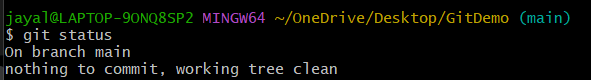 jayal@LAPTOP-9ONQ8SP2 MINGW64 ~/OneDrive/Desktop/GitDemo (main)
$ git status
On branch main
nothing to commit, working tree clean